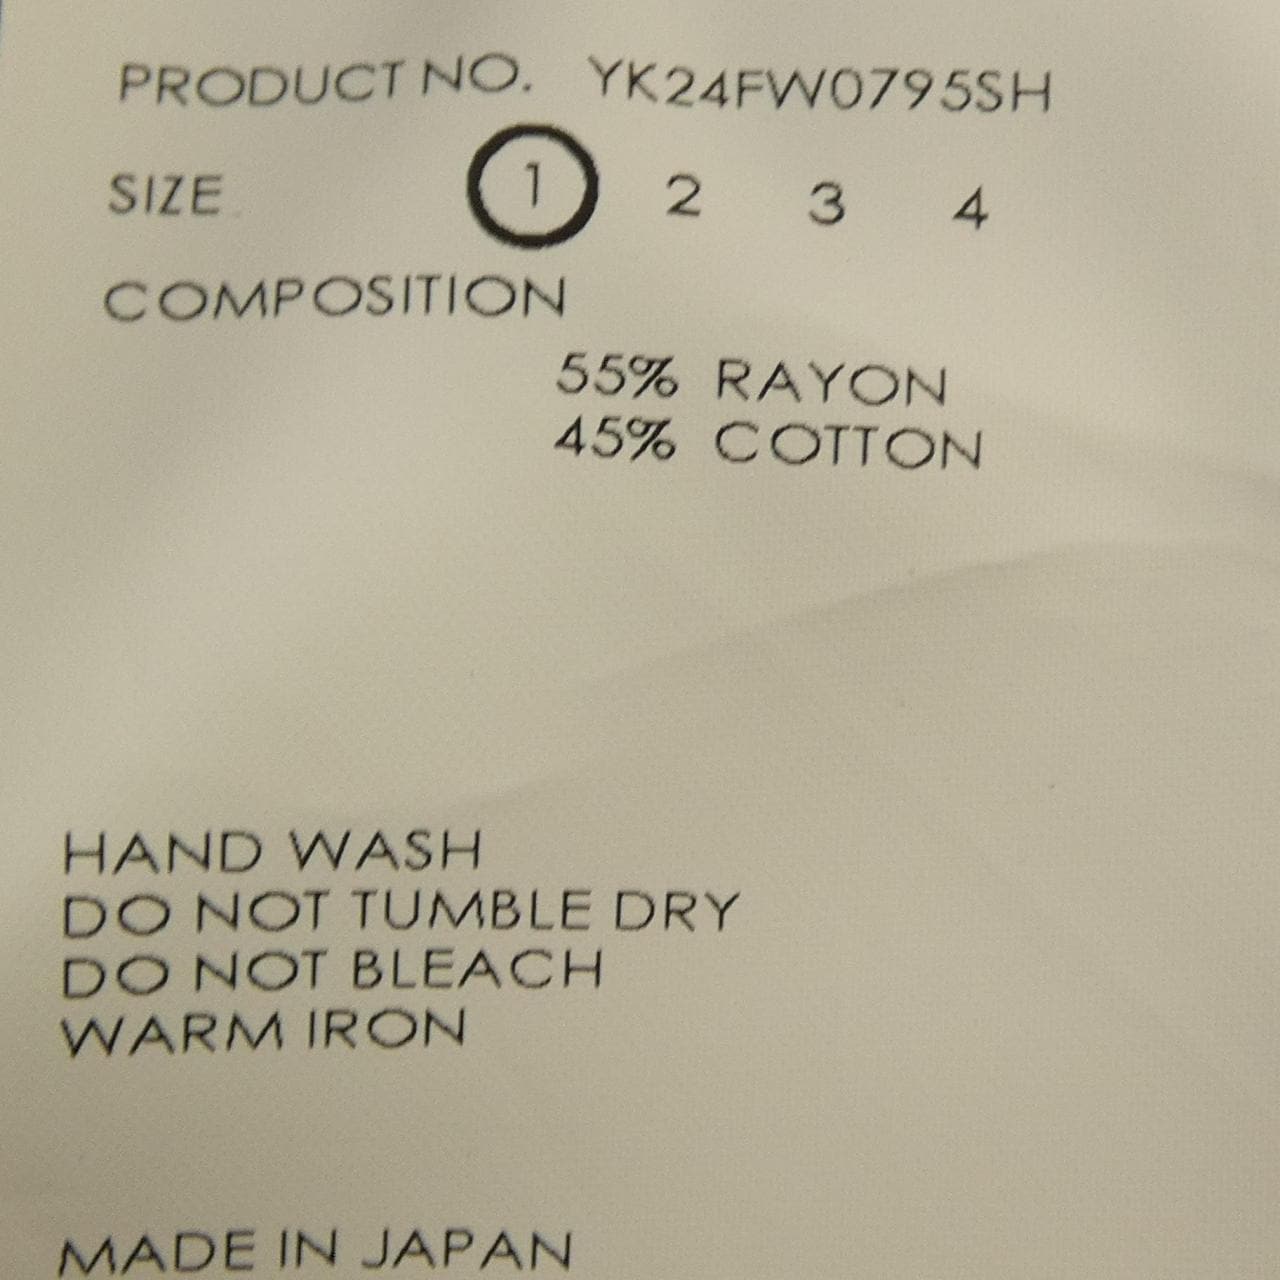 PRODUCT NO. YK24FW0795SH
SIZE 1 2 3 4
COMPOSITION
55% RAYON
45% COTTON
HAND WASH
DO NOT TUMBLE DRY
DO NOT BLEACH
WARM IRON
MADE IN JAPAN